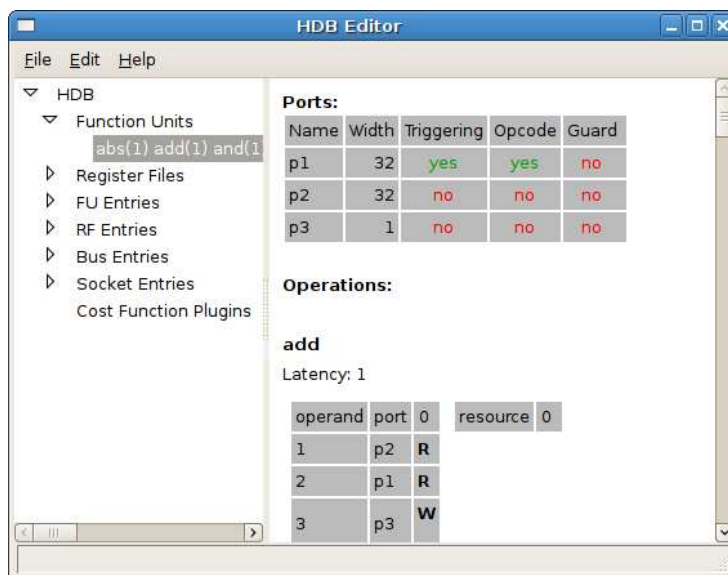 HDB Editor
File Edit Help
HDB
Function Units
abs(1) add(1) and(1)
Register Files
FU Entries
RF Entries
Bus Entries
Socket Entries
Cost Function Plugins
Ports:
Name Width Triggering Opcode Guard
p1 32 yes yes no
p2 32 no no no
p3 1 no no no
Operations:
add
Latency: 1
operand port 0 resource 0
1 p2 R
2 p1 R
3 p3 W